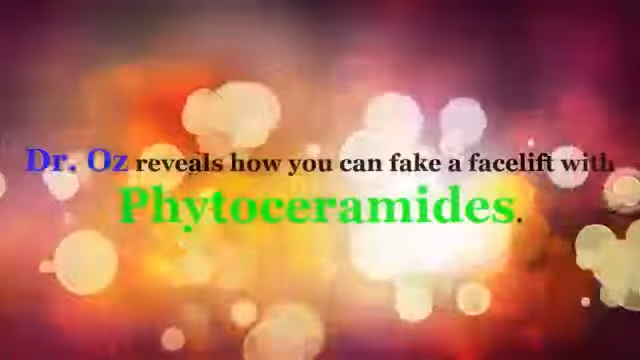 Dr. Oz reveals how you can fake a facelift with
Phytoceramides.